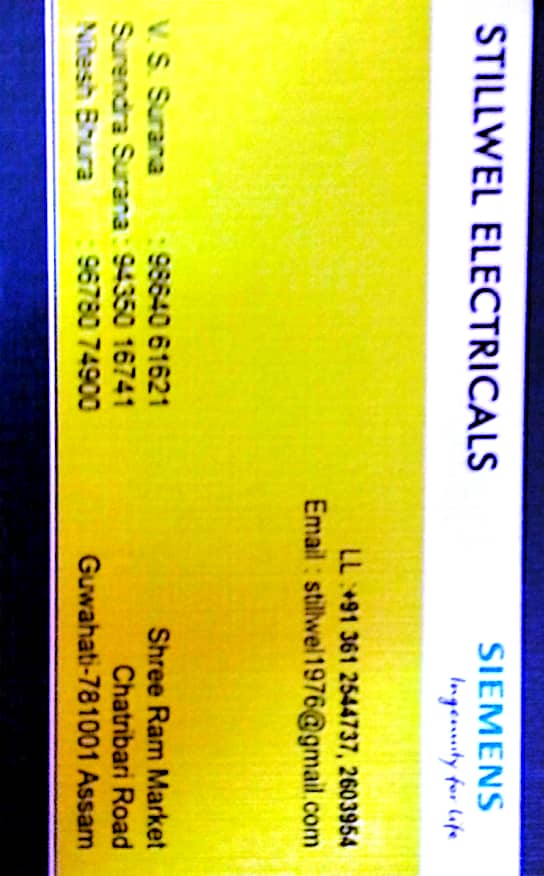 STILLWEL ELECTRICALS
SIEMENS
Ingenuity for life
LL :+91 361 2544737, 2603954
Email : stillwel1976@gmail.com
V. S. Surana : 98640 61621
Surendra Surana : 94350 16741
Nitesh Bhura : 96780 74900
Shree Ram Market
Chatribari Road
Guwahati-781001 Assam